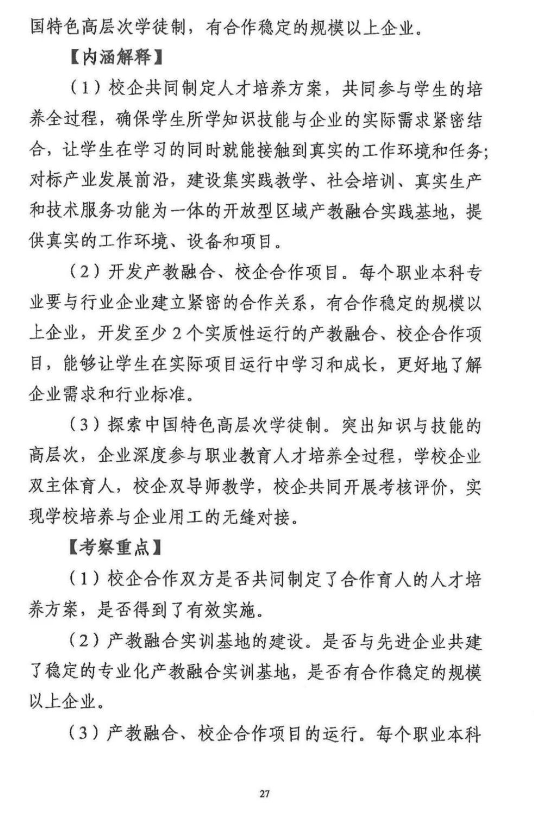 国特色高层次学徒制，有合作稳定的规模以上企业。
【内涵解释】
（1）校企共同制定人才培养方案，共同参与学生的培
养全过程，确保学生所学知识技能与企业的实际需求紧密结
合，让学生在学习的同时就能接触到真实的工作环境和任务；
对标产业发展前沿，建设集实践教学、社会培训、真实生产
和技术服务功能为一体的开放型区域产教融合实践基地，提
供真实的工作环境、设备和项目。
（2）开发产教融合、校企合作项目。每个职业本科专
业要与行业企业建立紧密的合作关系，有合作稳定的规模以
上企业，开发至少 2 个实质性运行的产教融合、校企合作项
目，能够让学生在实际项目运行中学习和成长，更好地了解
企业需求和行业标准。
（3）探索中国特色高层次学徒制。突出知识与技能的
高层次，企业深度参与职业教育人才培养全过程，学校企业
双主体育人，校企双导师教学，校企共同开展考核评价，实
现学校培养与企业用工的无缝对接。
【考察重点】
（1）校企合作双方是否共同制定了合作育人的人才培
养方案，是否得到了有效实施。
（2）产教融合实训基地的建设。是否与先进企业共建
了稳定的专业化产教融合实训基地，是否有合作稳定的规模
以上企业。
（3）产教融合、校企合作项目的运行。每个职业本科
27